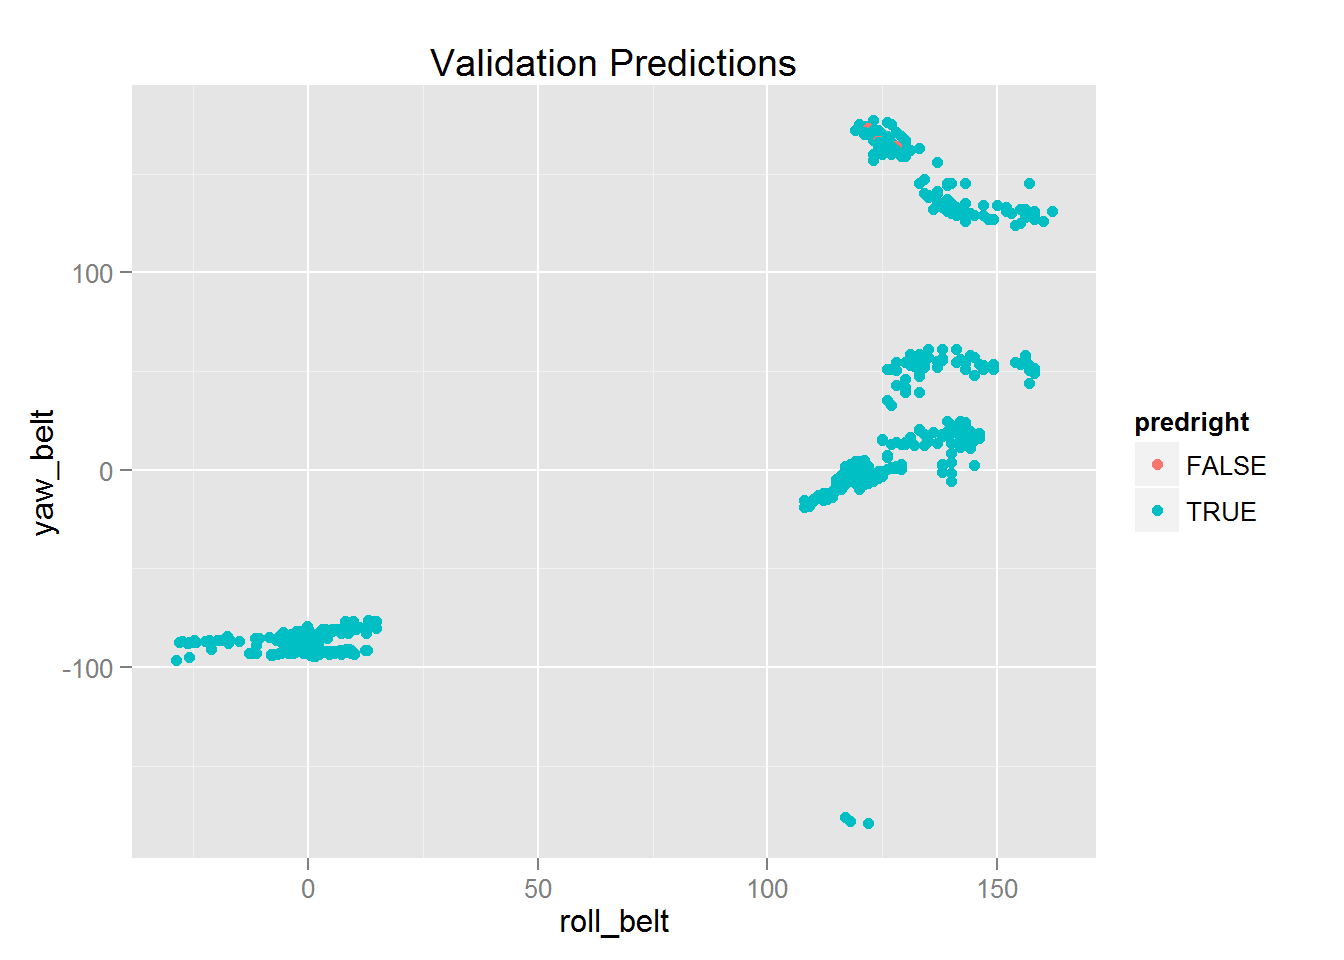 Validation Predictions
100
0
-100
yaw_belt
0
50
100
150
roll_belt
predright
FALSE
TRUE